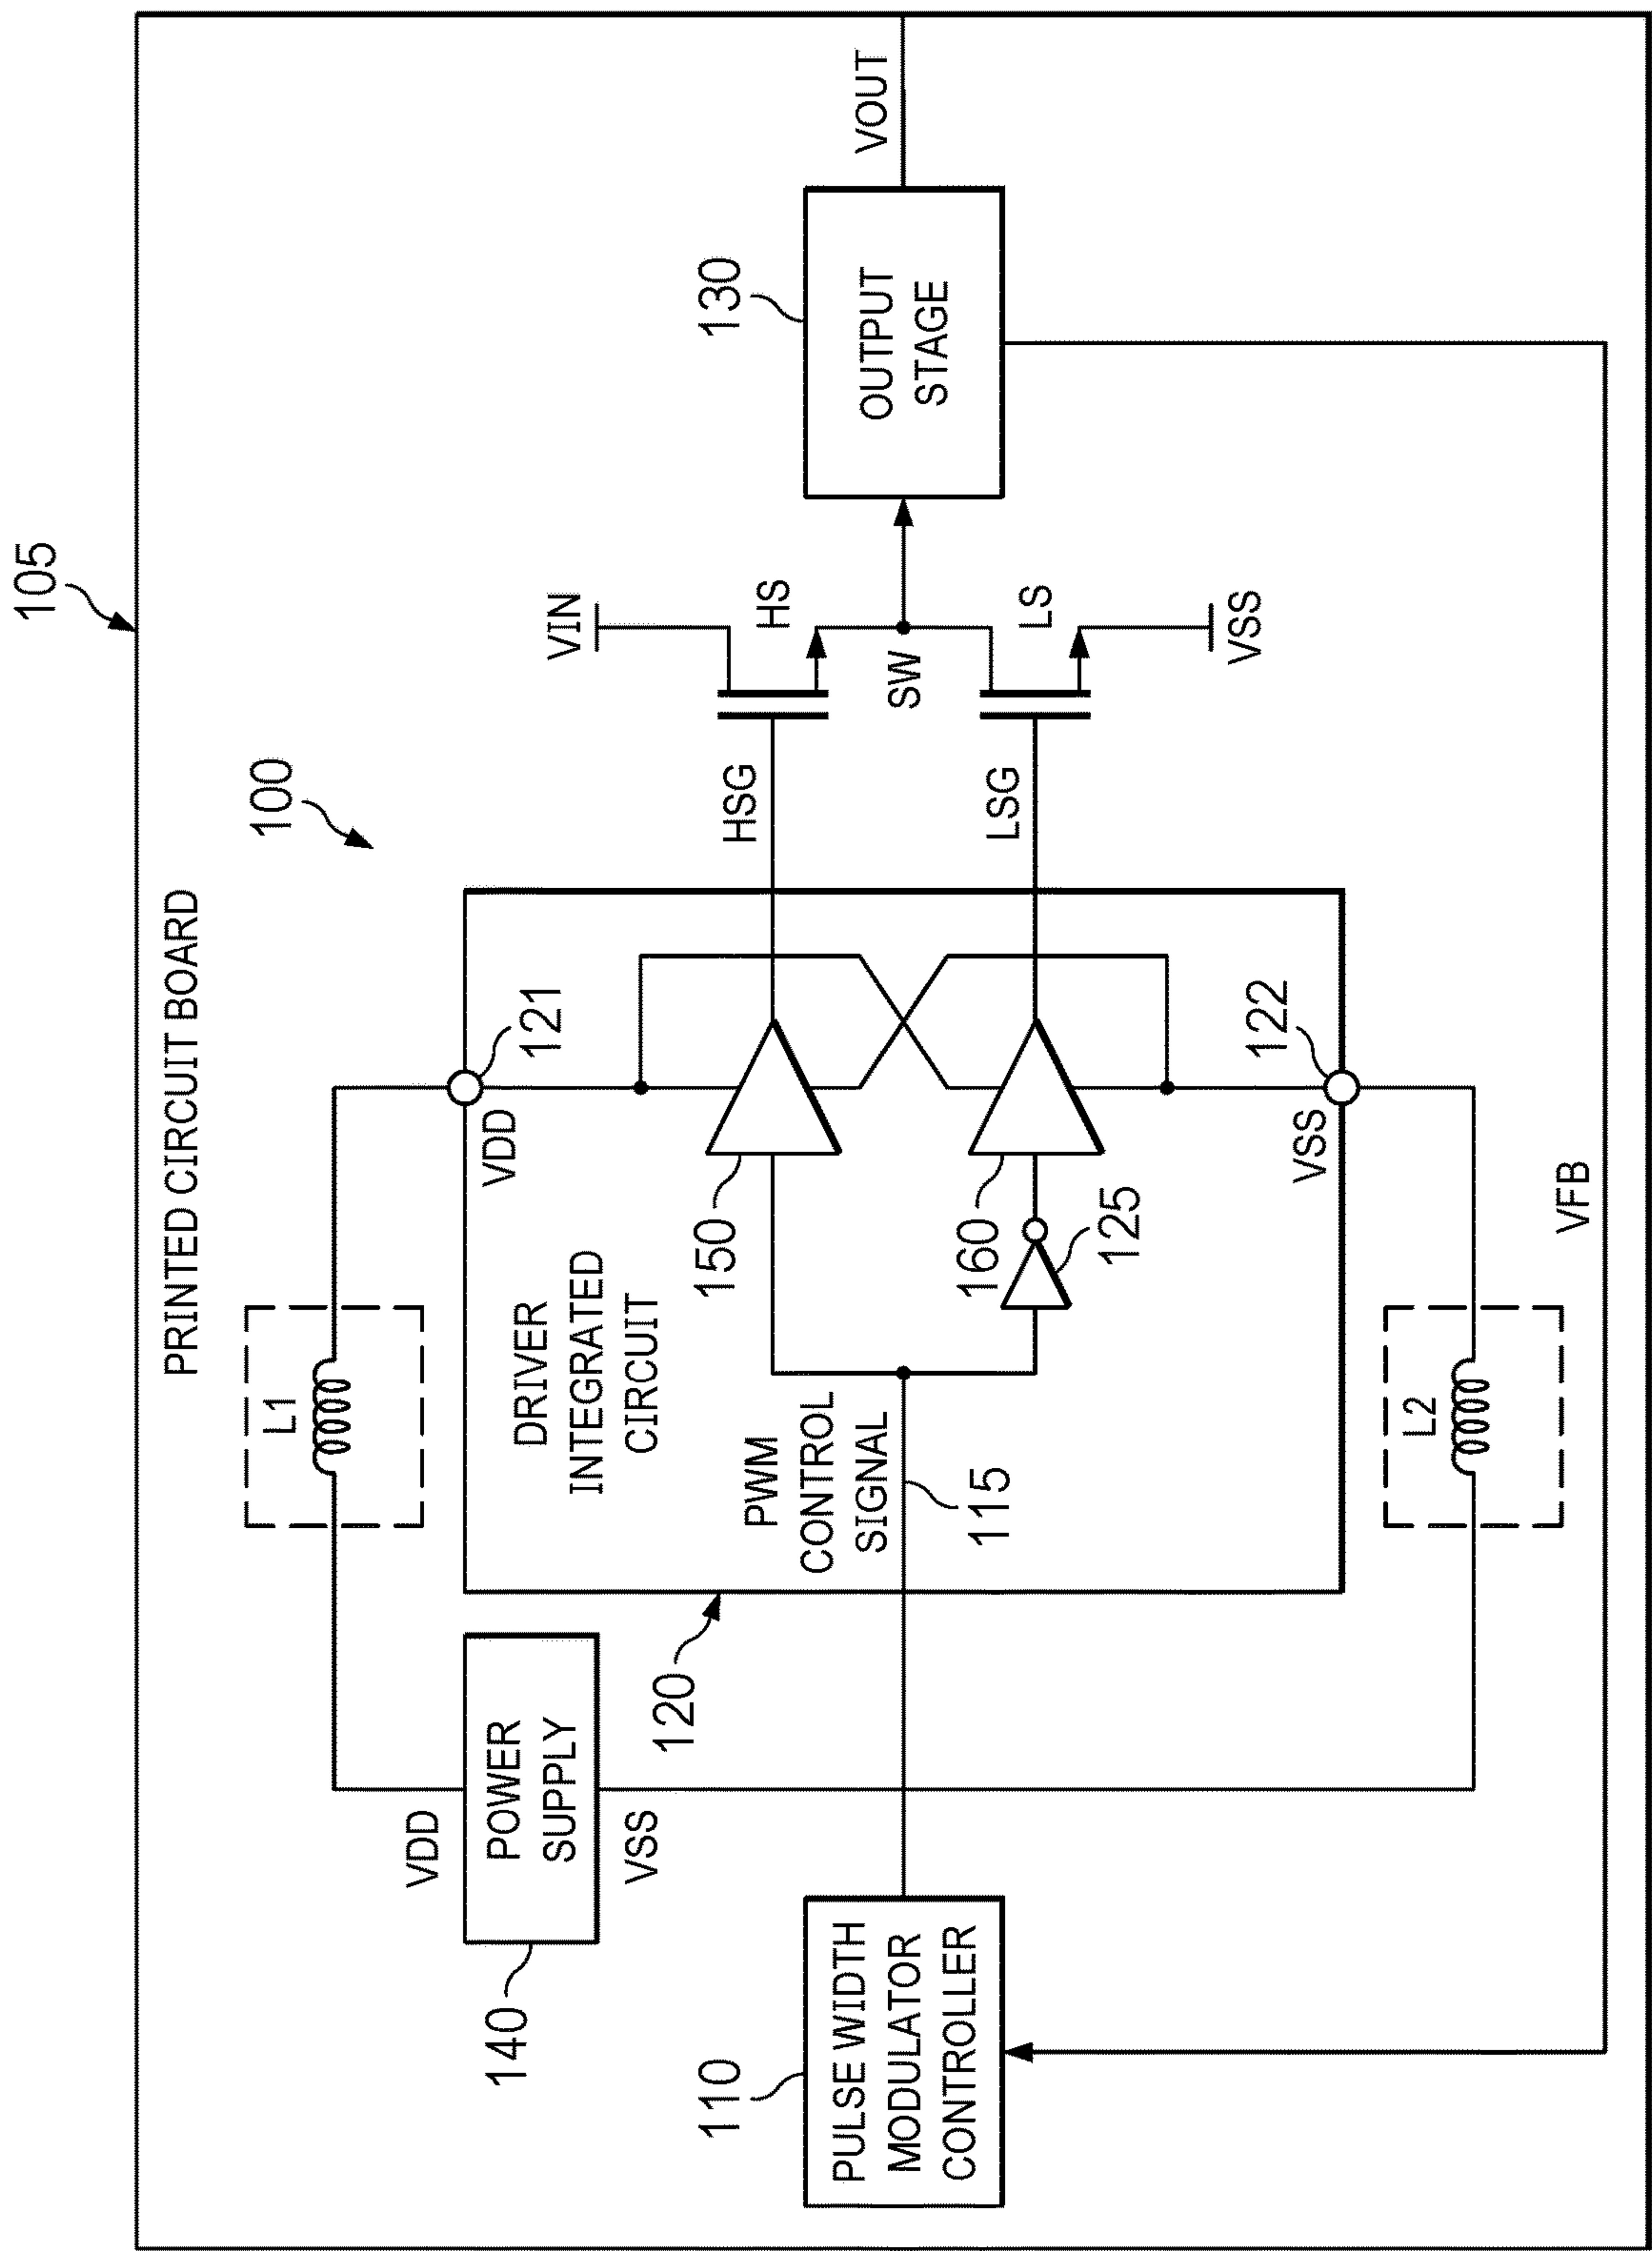 105
PRINTED CIRCUIT BOARD
100
L1
VDD
POWER
SUPPLY
VSS
140
120
DRIVER
INTEGRATED
CIRCUIT
VDD
121
PWM
CONTROL
SIGNAL
115
150
160
125
VSS
122
HSG
LSG
VIN
HS
SW
LS
VSS
130
OUTPUT
STAGE
VOUT
110
PULSE WIDTH
MODULATOR
CONTROLLER
L2
VFB